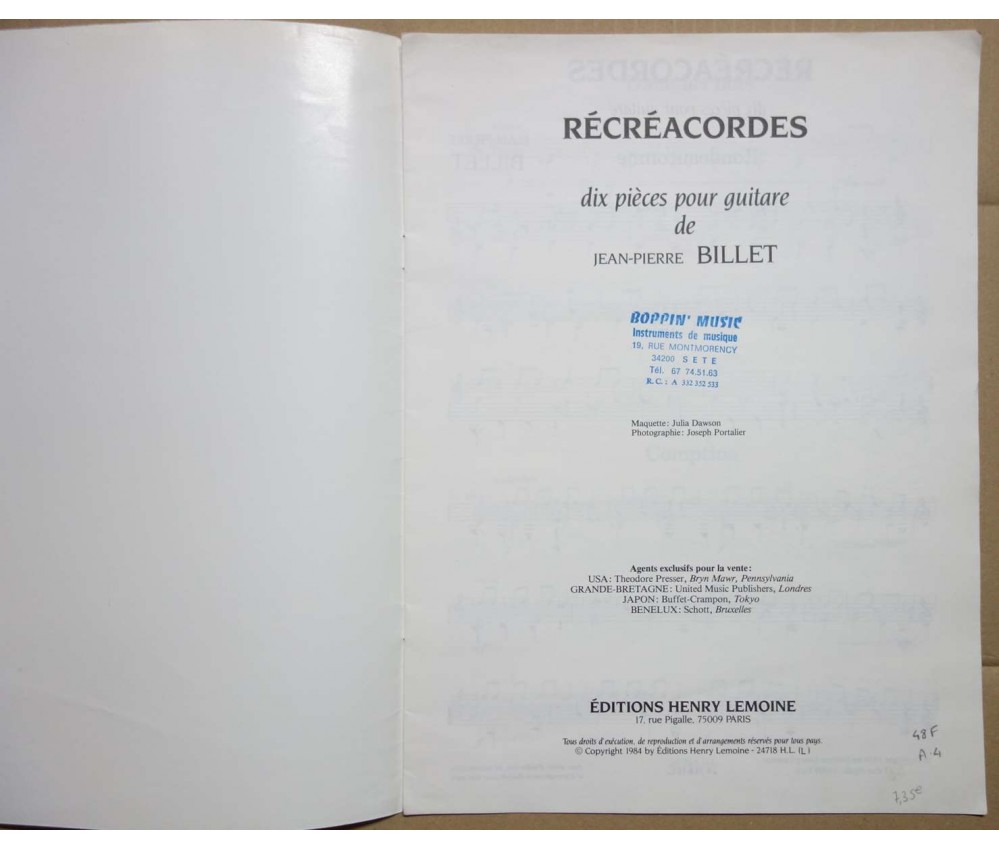 RÉCRÉACORDES
dix pièces pour guitare
de
JEAN-PIERRE BILLET
BOPPIN' MUSIC
Instruments de musique
19, RUE MONTMORENCY
34200 SETE
Tél. 67 74.51.63
R.C. : A 332 352 533
Maquette: Julia Dawson
Photographie: Joseph Portalier
Agents exclusifs pour la vente:
USA: Theodore Presser, Bryn Mawr, Pennsylvania
GRANDE-BRETAGNE: United Music Publishers, Londres
JAPON: Buffet-Crampon, Tokyo
BENELUX: Schott, Bruxelles
ÉDITIONS HENRY LEMOINE
17, rue Pigalle, 75009 PARIS
Tous droits d'exécution, de reproduction et d'arrangements réservés pour tous pays.
© Copyright 1984 by Éditions Henry Lemoine - 24718 H.L. (L)
48F
A.4
7,35€